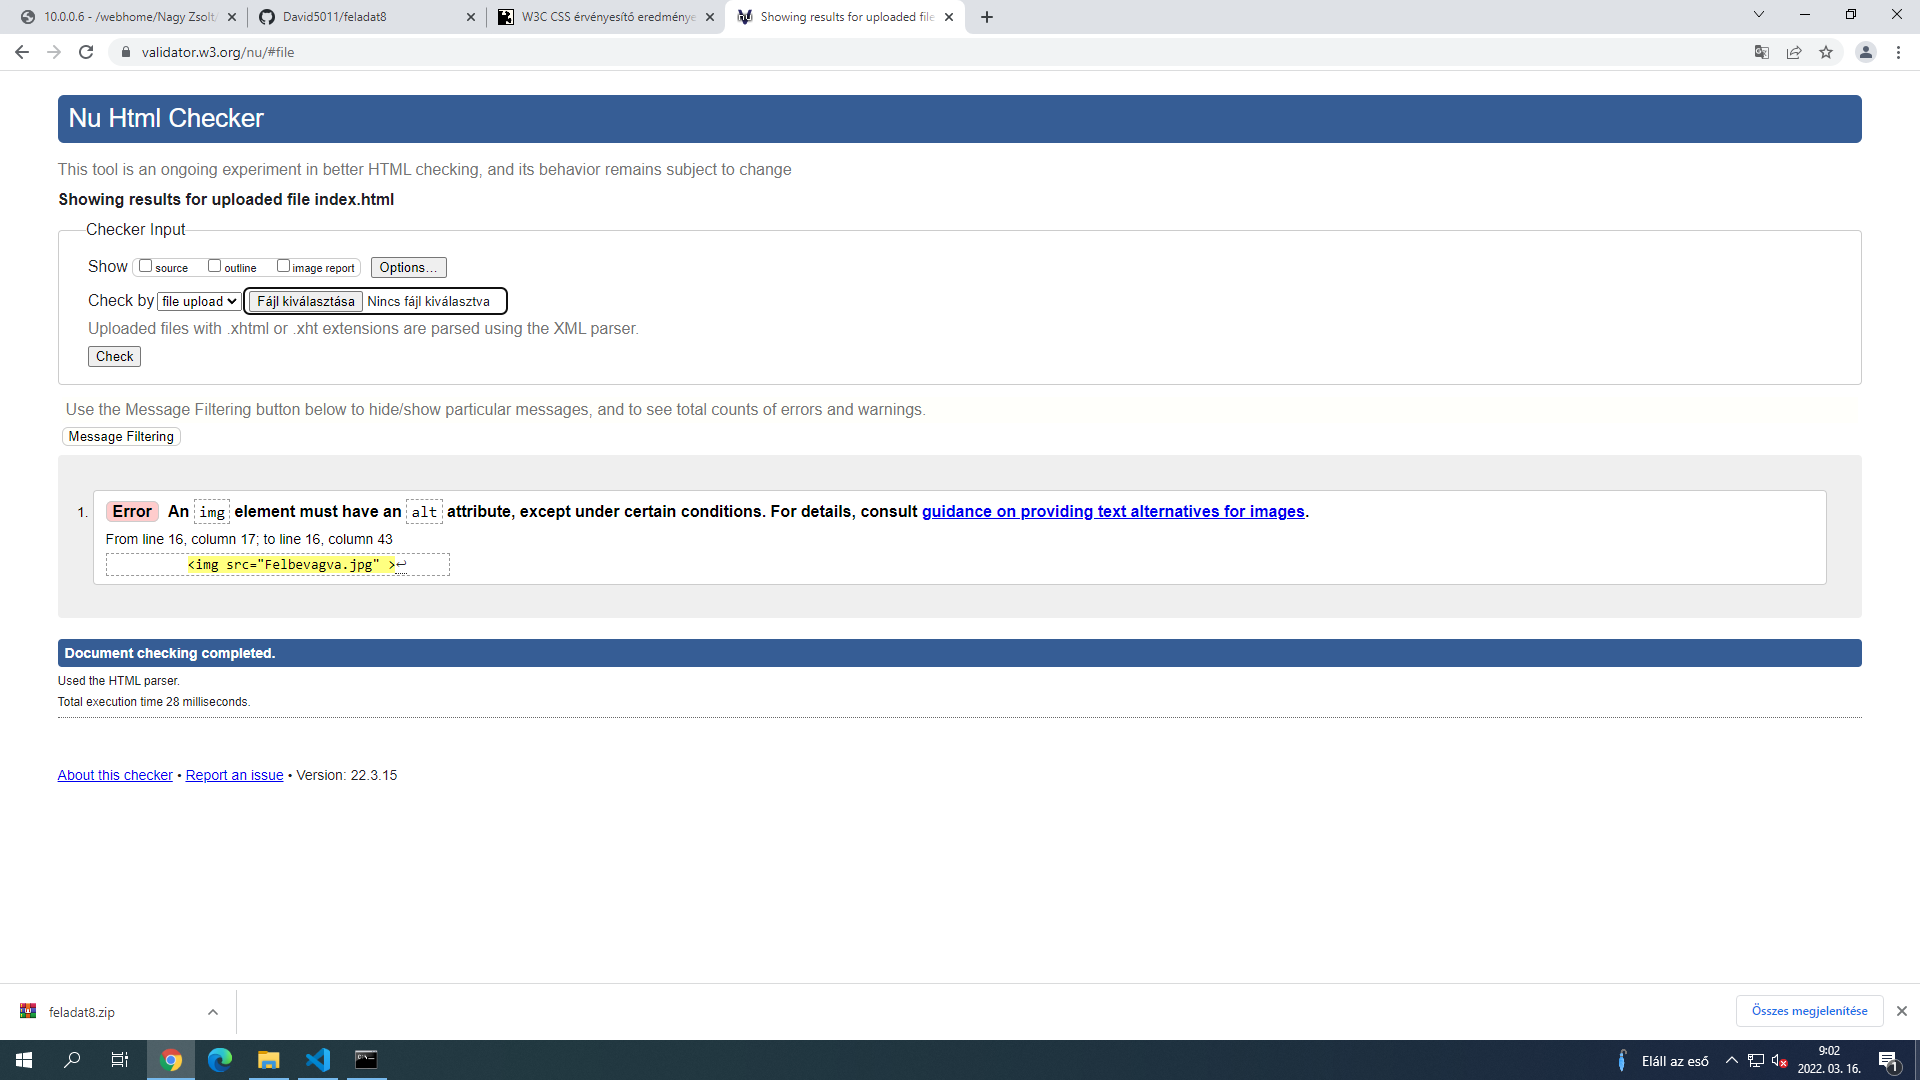 10.0.0.6 - /webhome/Nagy Zsolt/
David5011/feladat8
W3C CSS érvényesítő eredménye
Showing results for uploaded file
validator.w3.org/nu/#file
Nu Html Checker
This tool is an ongoing experiment in better HTML checking, and its behavior remains subject to change
Showing results for uploaded file index.html
Checker Input
Show source outline image report Options...
Check by file upload Fájl kiválasztása Nincs fájl kiválasztva
Uploaded files with .xhtml or .xht extensions are parsed using the XML parser.
Check
Use the Message Filtering button below to hide/show particular messages, and to see total counts of errors and warnings.
Message Filtering
1. Error An img element must have an alt attribute, except under certain conditions. For details, consult guidance on providing text alternatives for images.
From line 16, column 17; to line 16, column 43
<img src="Felbevagva.jpg" >↩
Document checking completed.
Used the HTML parser.
Total execution time 28 milliseconds.
About this checker • Report an issue • Version: 22.3.15
feladat8.zip
Összes megjelenítése
Eláll az eső
9:02
2022. 03. 16.
1